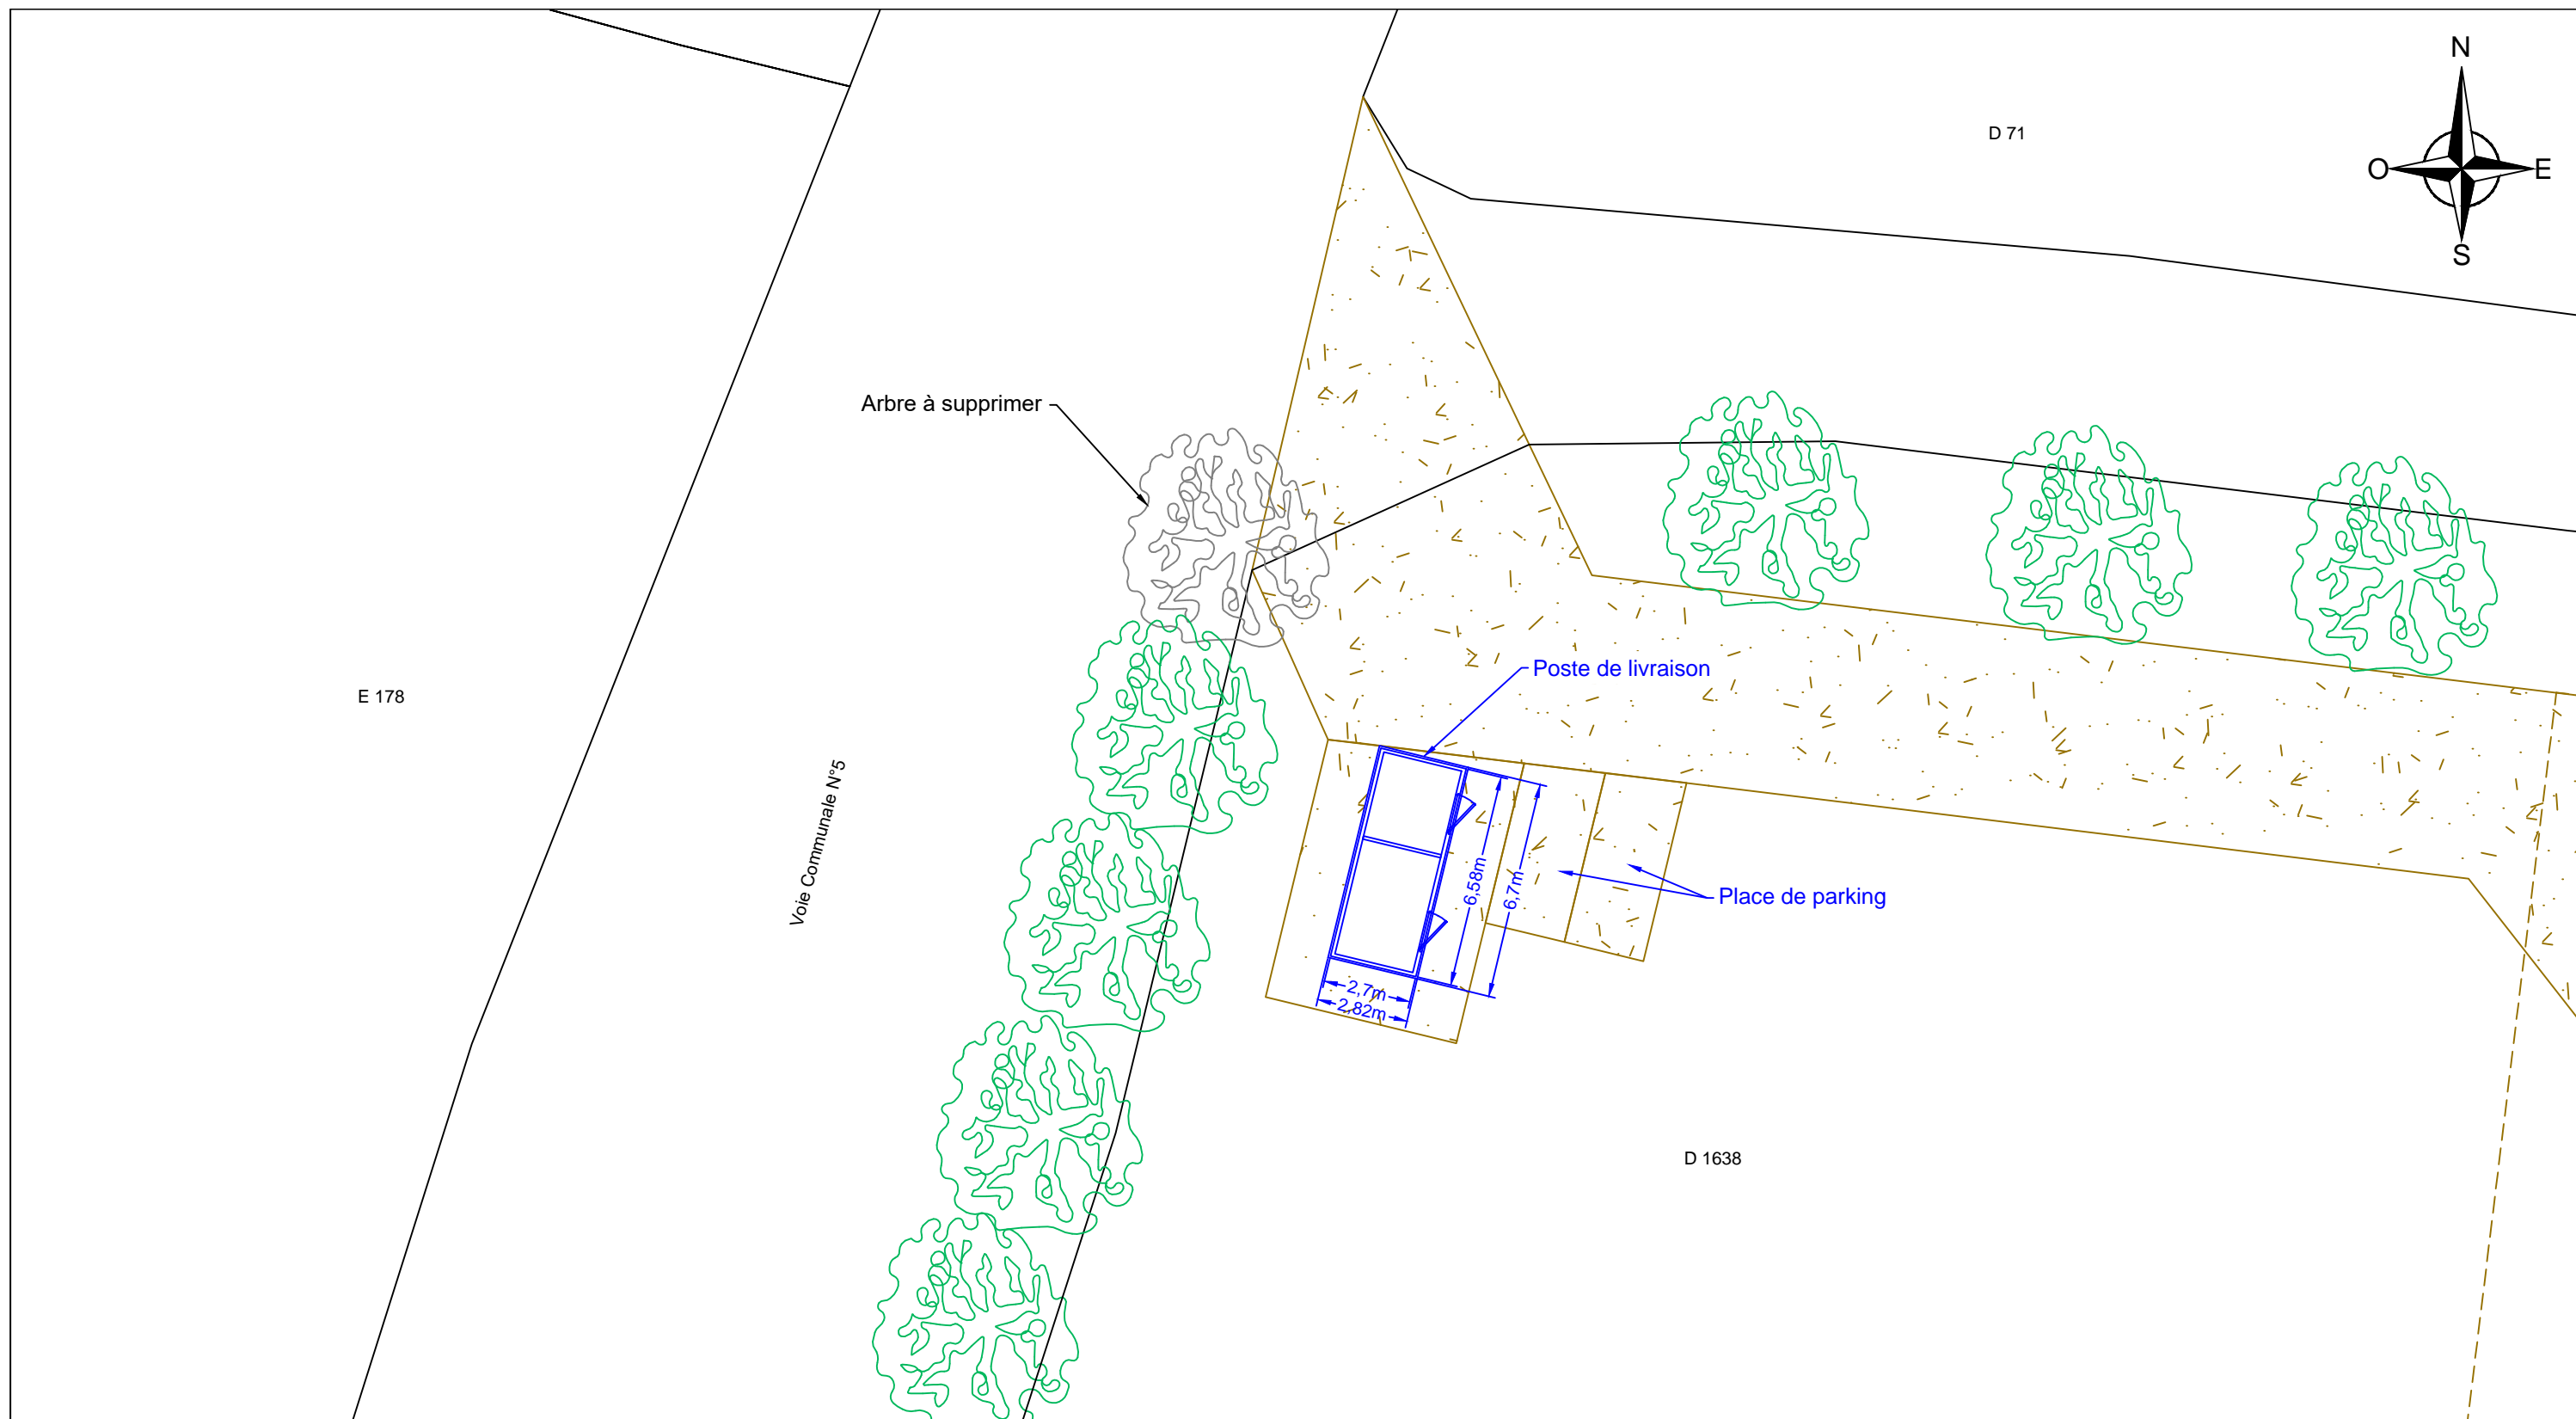 N
D 71
O
E
S
Arbre à supprimer
Poste de livraison
E 178
Voie Communale N°5
6,58m
6,7m
Place de parking
2,7m
2,82m
D 1638